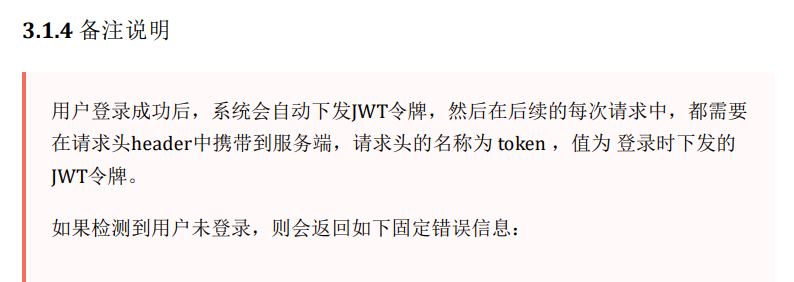 3.1.4 备注说明
用户登录成功后，系统会自动下发JWT令牌，然后在后续的每次请求中，都需要
在请求头header中携带到服务端，请求头的名称为 token ，值为 登录时下发的
JWT令牌。
如果检测到用户未登录，则会返回如下固定错误信息：